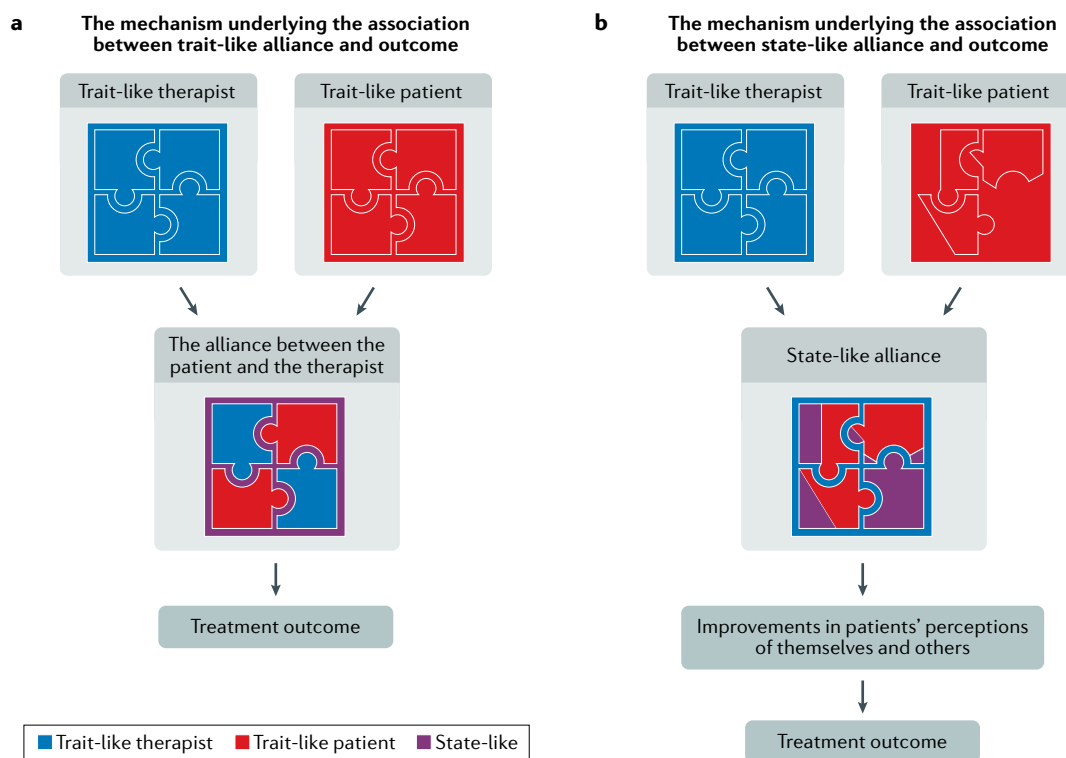 a
The mechanism underlying the association
between trait-like alliance and outcome
Trait-like therapist
Trait-like patient
The alliance between the
patient and the therapist
Treatment outcome
b
The mechanism underlying the association
between state-like alliance and outcome
Trait-like therapist
Trait-like patient
State-like alliance
Improvements in patients’ perceptions
of themselves and others
Treatment outcome
Trait-like therapist Trait-like patient State-like